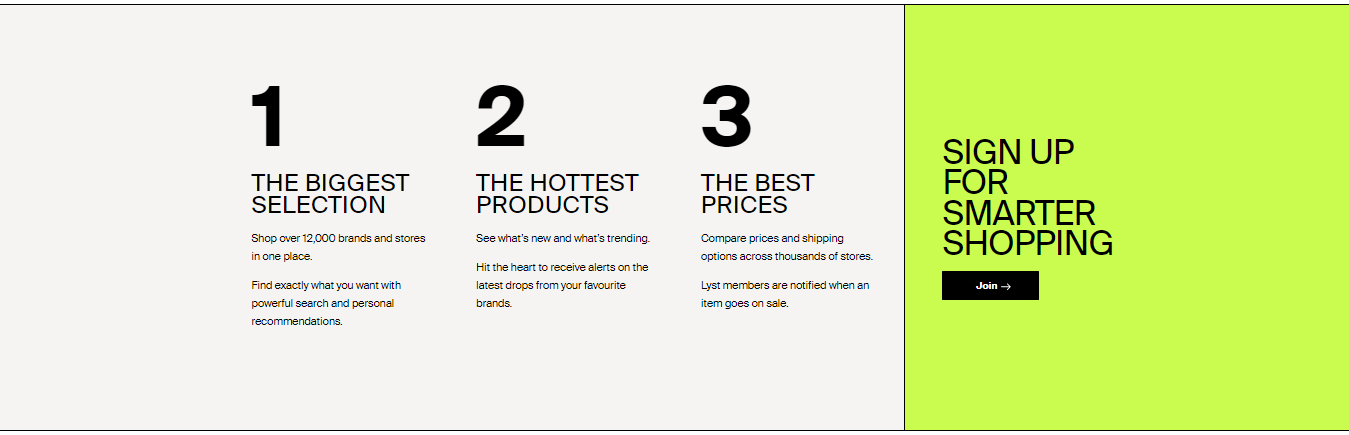 1
THE BIGGEST
SELECTION
Shop over 12,000 brands and stores
in one place.
Find exactly what you want with
powerful search and personal
recommendations.
2
THE HOTTEST
PRODUCTS
See what's new and what's trending.
Hit the heart to receive alerts on the
latest drops from your favourite
brands.
3
THE BEST
PRICES
Compare prices and shipping
options across thousands of stores.
Lyst members are notified when an
item goes on sale.
SIGN UP
FOR
SMARTER
SHOPPING
Join →